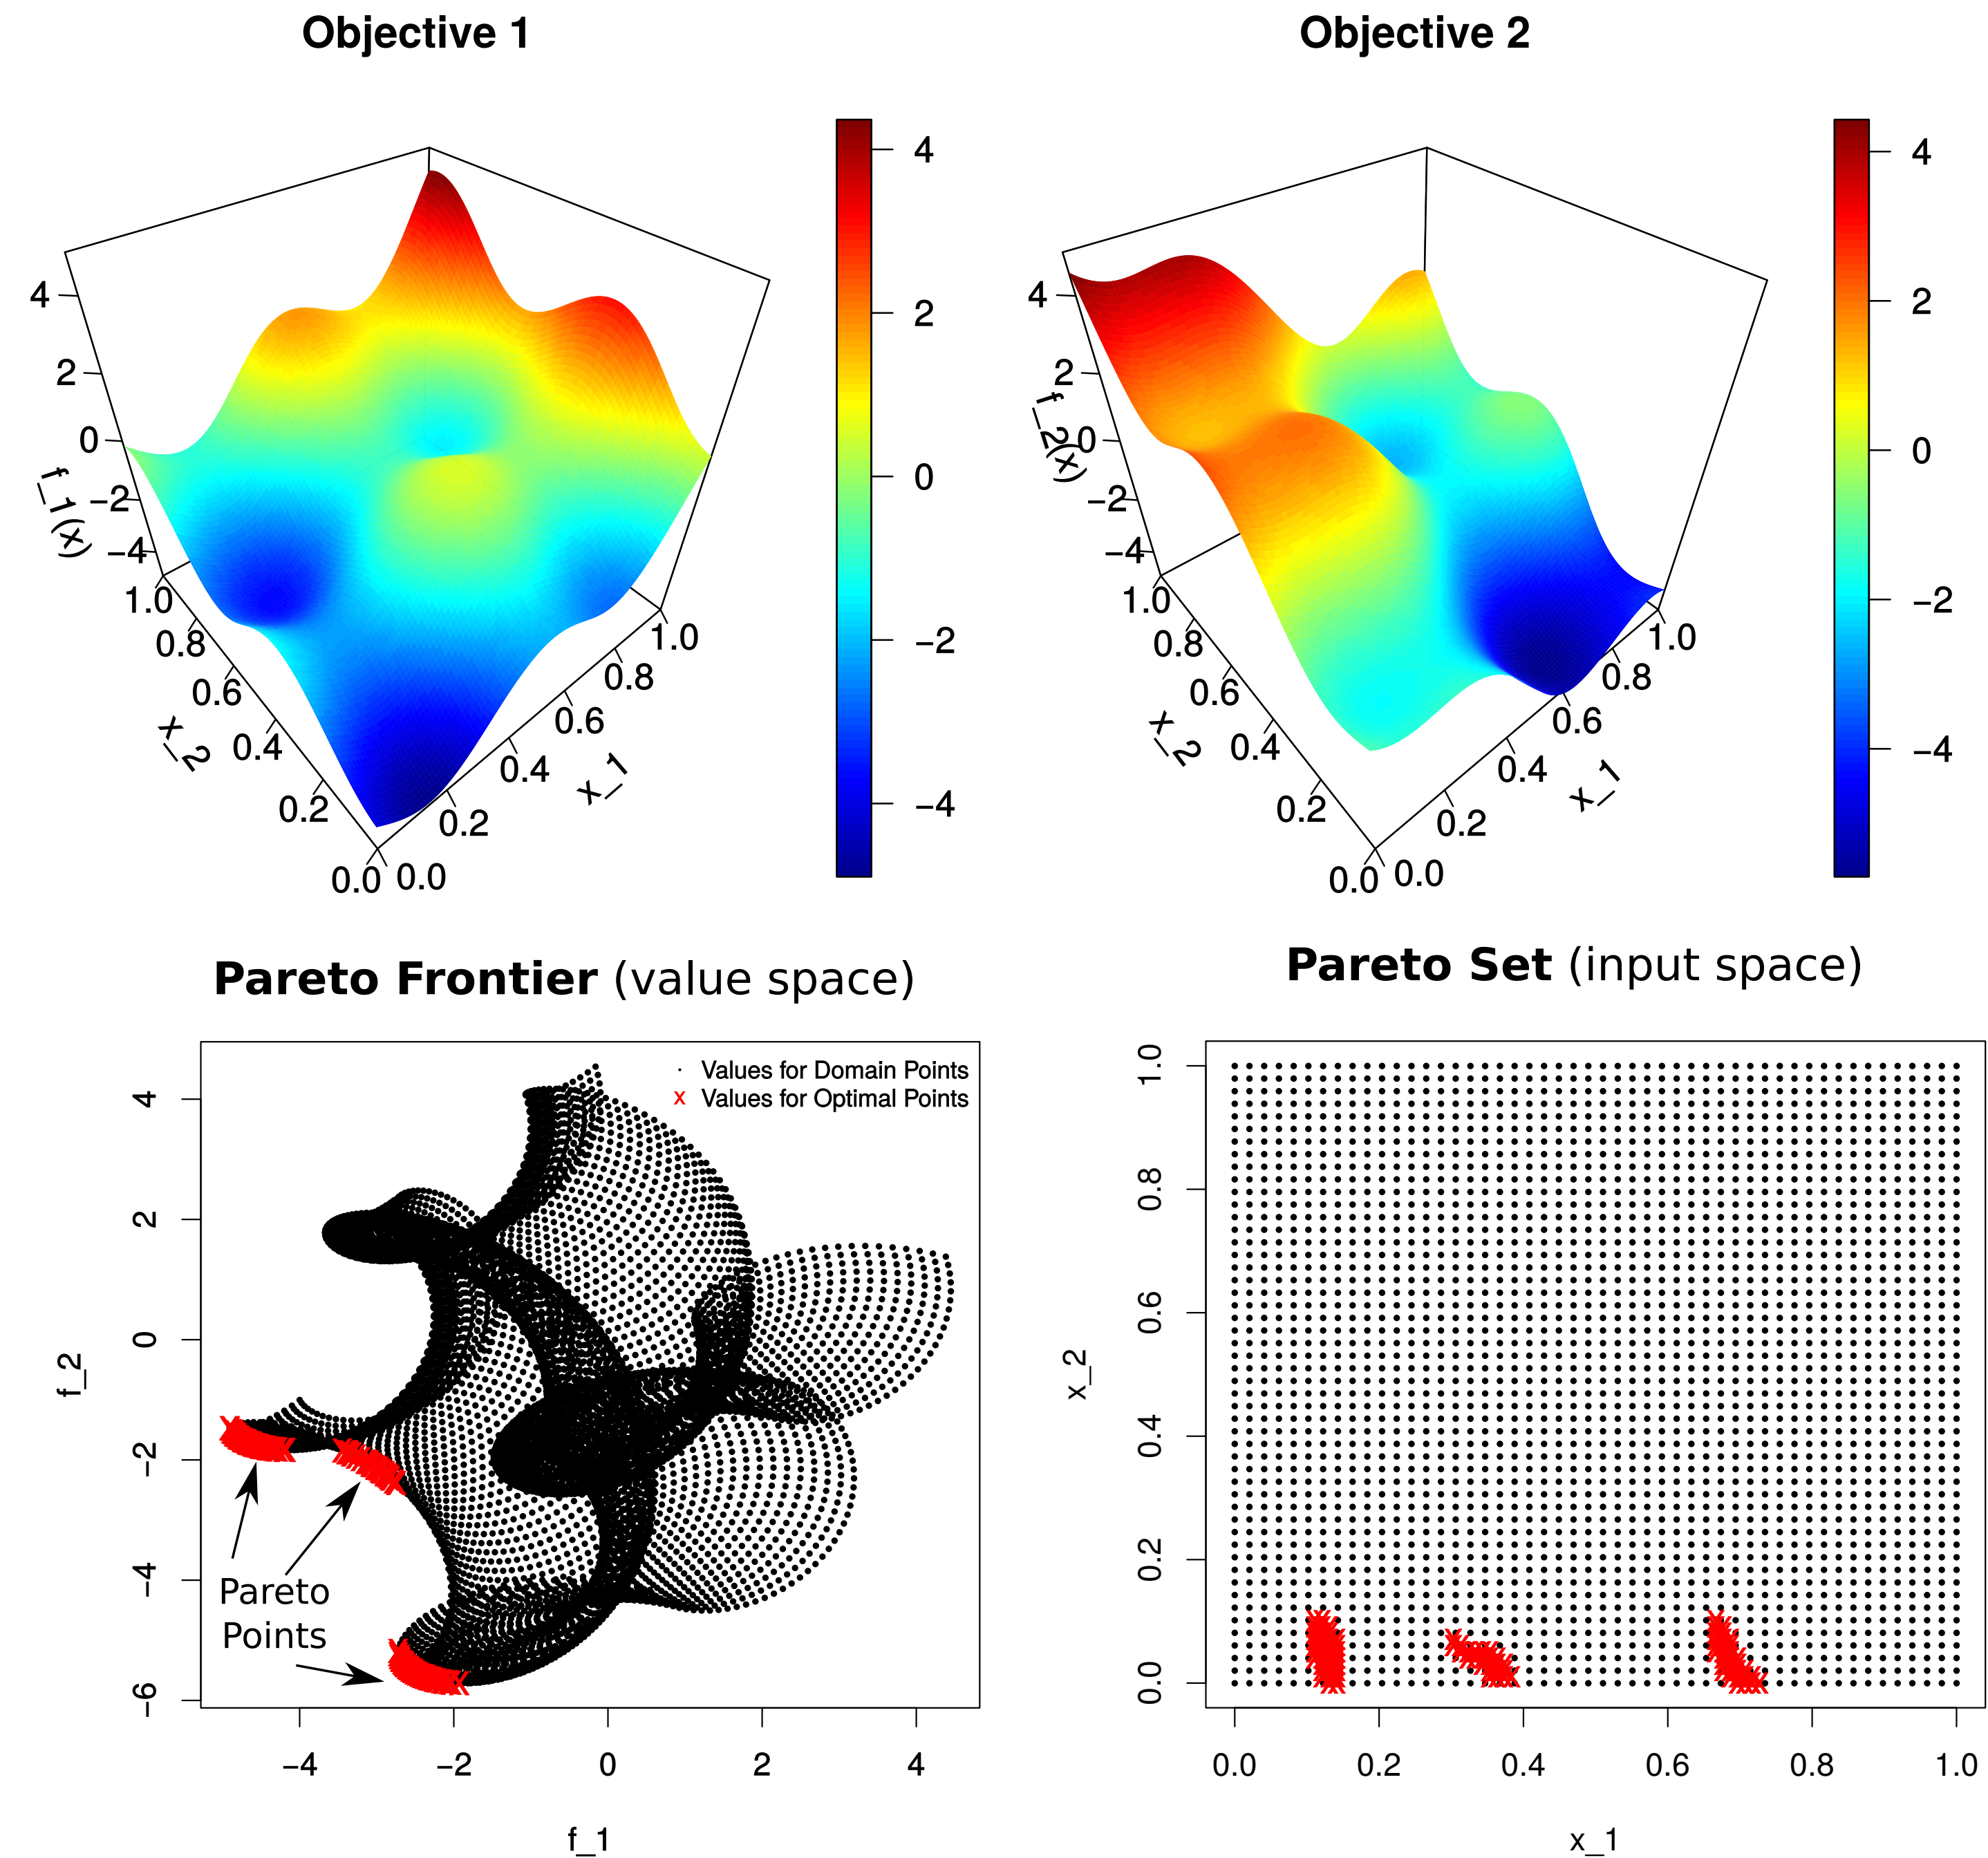 Objective 1
4
2
0
−2
−4
f_1(x)
1.0
0.8
0.6
0.4
0.2
0.0
x_2
0.0
0.2
0.4
0.6
0.8
1.0
x_1
4
2
0
−2
−4
Objective 2
4
2
0
−2
−4
f_2(x)
1.0
0.8
0.6
0.4
0.2
0.0
x_2
0.0
0.2
0.4
0.6
0.8
1.0
x_1
4
2
0
−2
−4
Pareto Frontier (value space)
Values for Domain Points
x Values for Optimal Points
4
2
0
−2
−4
−6
f_2
Pareto
Points
−4 −2 0 2 4
f_1
Pareto Set (input space)
1.0
0.8
0.6
0.4
0.2
0.0
x_2
0.0 0.2 0.4 0.6 0.8 1.0
x_1